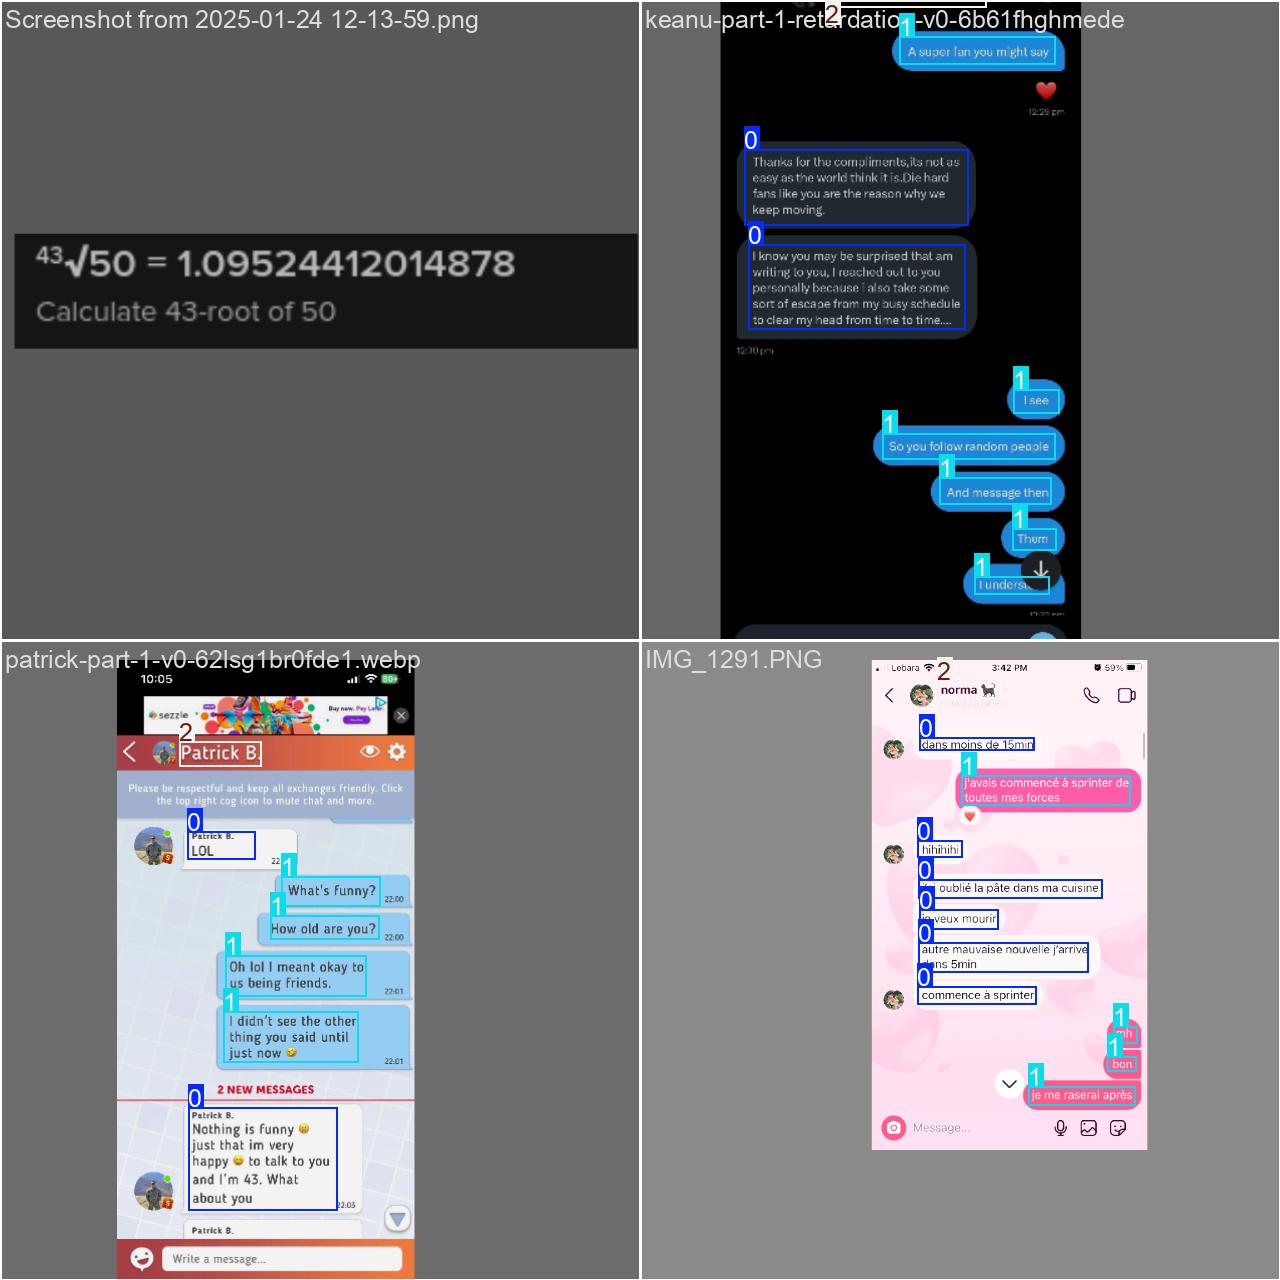 Screenshot from 2025-01-24 12-13-59.png
43√50 = 1.09524412014878
Calculate 43-root of 50
keanu-part-1-retardation-v0-6b61fhghmede
2
1
A super fan you might say
12:29 pm
0
Thanks for the compliments,its not as
easy as the world think it is.Die hard
fans like you are the reason why we
keep moving.
0
I know you may be surprised that am
writing to you, I reached out to you
personally because i also take some
sort of escape from my busy schedule
to clear my head from time to time....
12:30 pm
1
I see
1
So you follow random people
1
And message then
1
Them
1
I underst
patrick-part-1-v0-62lsg1br0fde1.webp
10:05
80
sezzle
Buy now. Pay Later.
2
Patrick B.
Please be respectful and keep all exchanges friendly. Click
the top right cog icon to mute chat and more.
0
Patrick B.
LOL
22
1
What's funny?
22:00
1
How old are you?
22:00
1
Oh lol I meant okay to
us being friends.
22:01
1
I didn't see the other
thing you said until
just now 🤣
22:01
2 NEW MESSAGES
0
Patrick B.
Nothing is funny 😀
just that im very
happy 😊 to talk to you
and I'm 43. What
about you
22:03
Patrick B.
Write a message...
IMG_1291.PNG
Lebara
3:42 PM
59%
2
norma 🐈‍⬛
0
dans moins de 15min
1
j'avais commencé à sprinter de
toutes mes forces
0
hihihihi
0
oublié la pâte dans ma cuisine
0
je veux mourir
0
autre mauvaise nouvelle j'arrive
dans 5min
0
commence à sprinter
1
mh
1
bon
1
je me raserai après
Message...